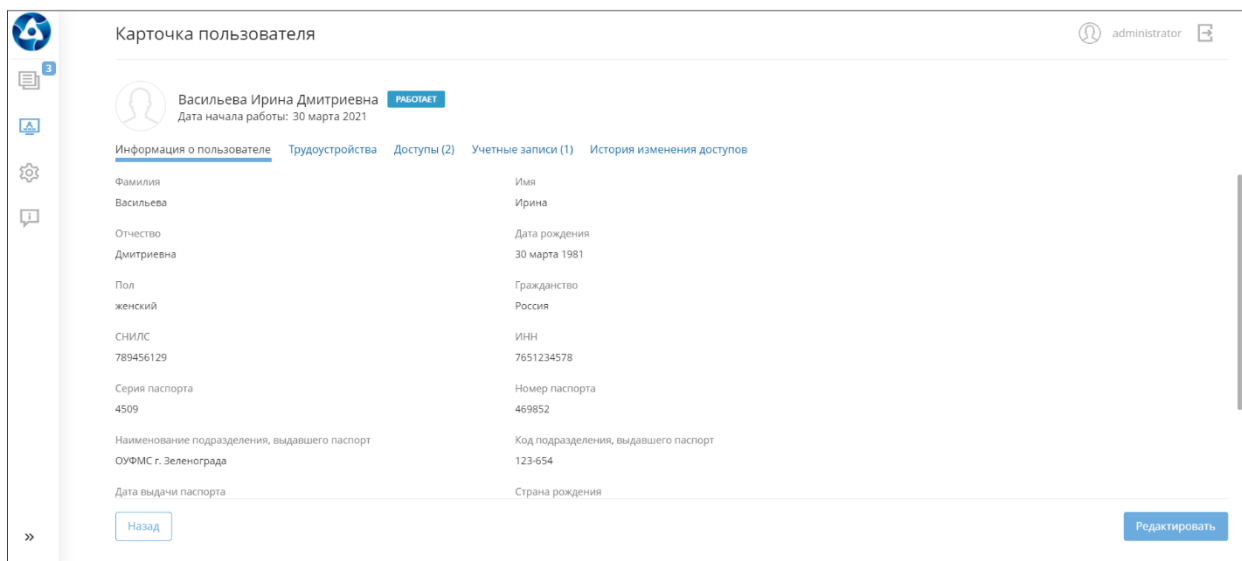 Карточка пользователя
administrator
3
Васильева Ирина Дмитриевна РАБОТАЕТ
Дата начала работы: 30 марта 2021
Информация о пользователе Трудоустройства Доступы (2) Учетные записи (1) История изменения доступов
Фамилия Имя
Васильева Ирина
Отчество Дата рождения
Дмитриевна 30 марта 1981
Пол Гражданство
женский Россия
СНИЛС ИНН
789456129 7651234578
Серия паспорта Номер паспорта
4509 469852
Наименование подразделения, выдавшего паспорт Код подразделения, выдавшего паспорт
ОУФМС г. Зеленограда 123-654
Дата выдачи паспорта Страна рождения
Назад Редактировать
»